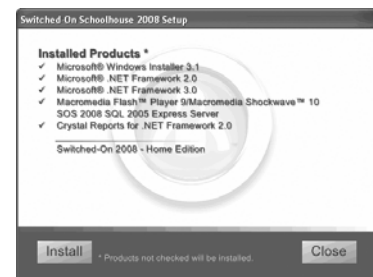 Switched-On Schoolhouse 2008 Setup
Installed Products *
✓ Microsoft® Windows Installer 3.1
✓ Microsoft® .NET Framework 2.0
✓ Microsoft® .NET Framework 3.0
✓ Macromedia Flash™ Player 9/Macromedia Shockwave™ 10
SOS 2008 SQL 2005 Express Server
✓ Crystal Reports for .NET Framework 2.0
Switched-On 2008 - Home Edition
Install * Products not checked will be installed. Close